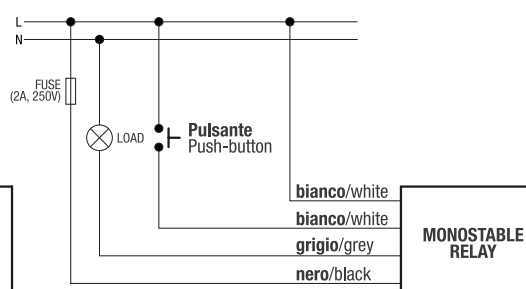 L
N
FUSE
(2A, 250V)
LOAD
Pulsante
Push-button
bianco/white
bianco/white
grigio/grey
nero/black
MONOSTABLE
RELAY